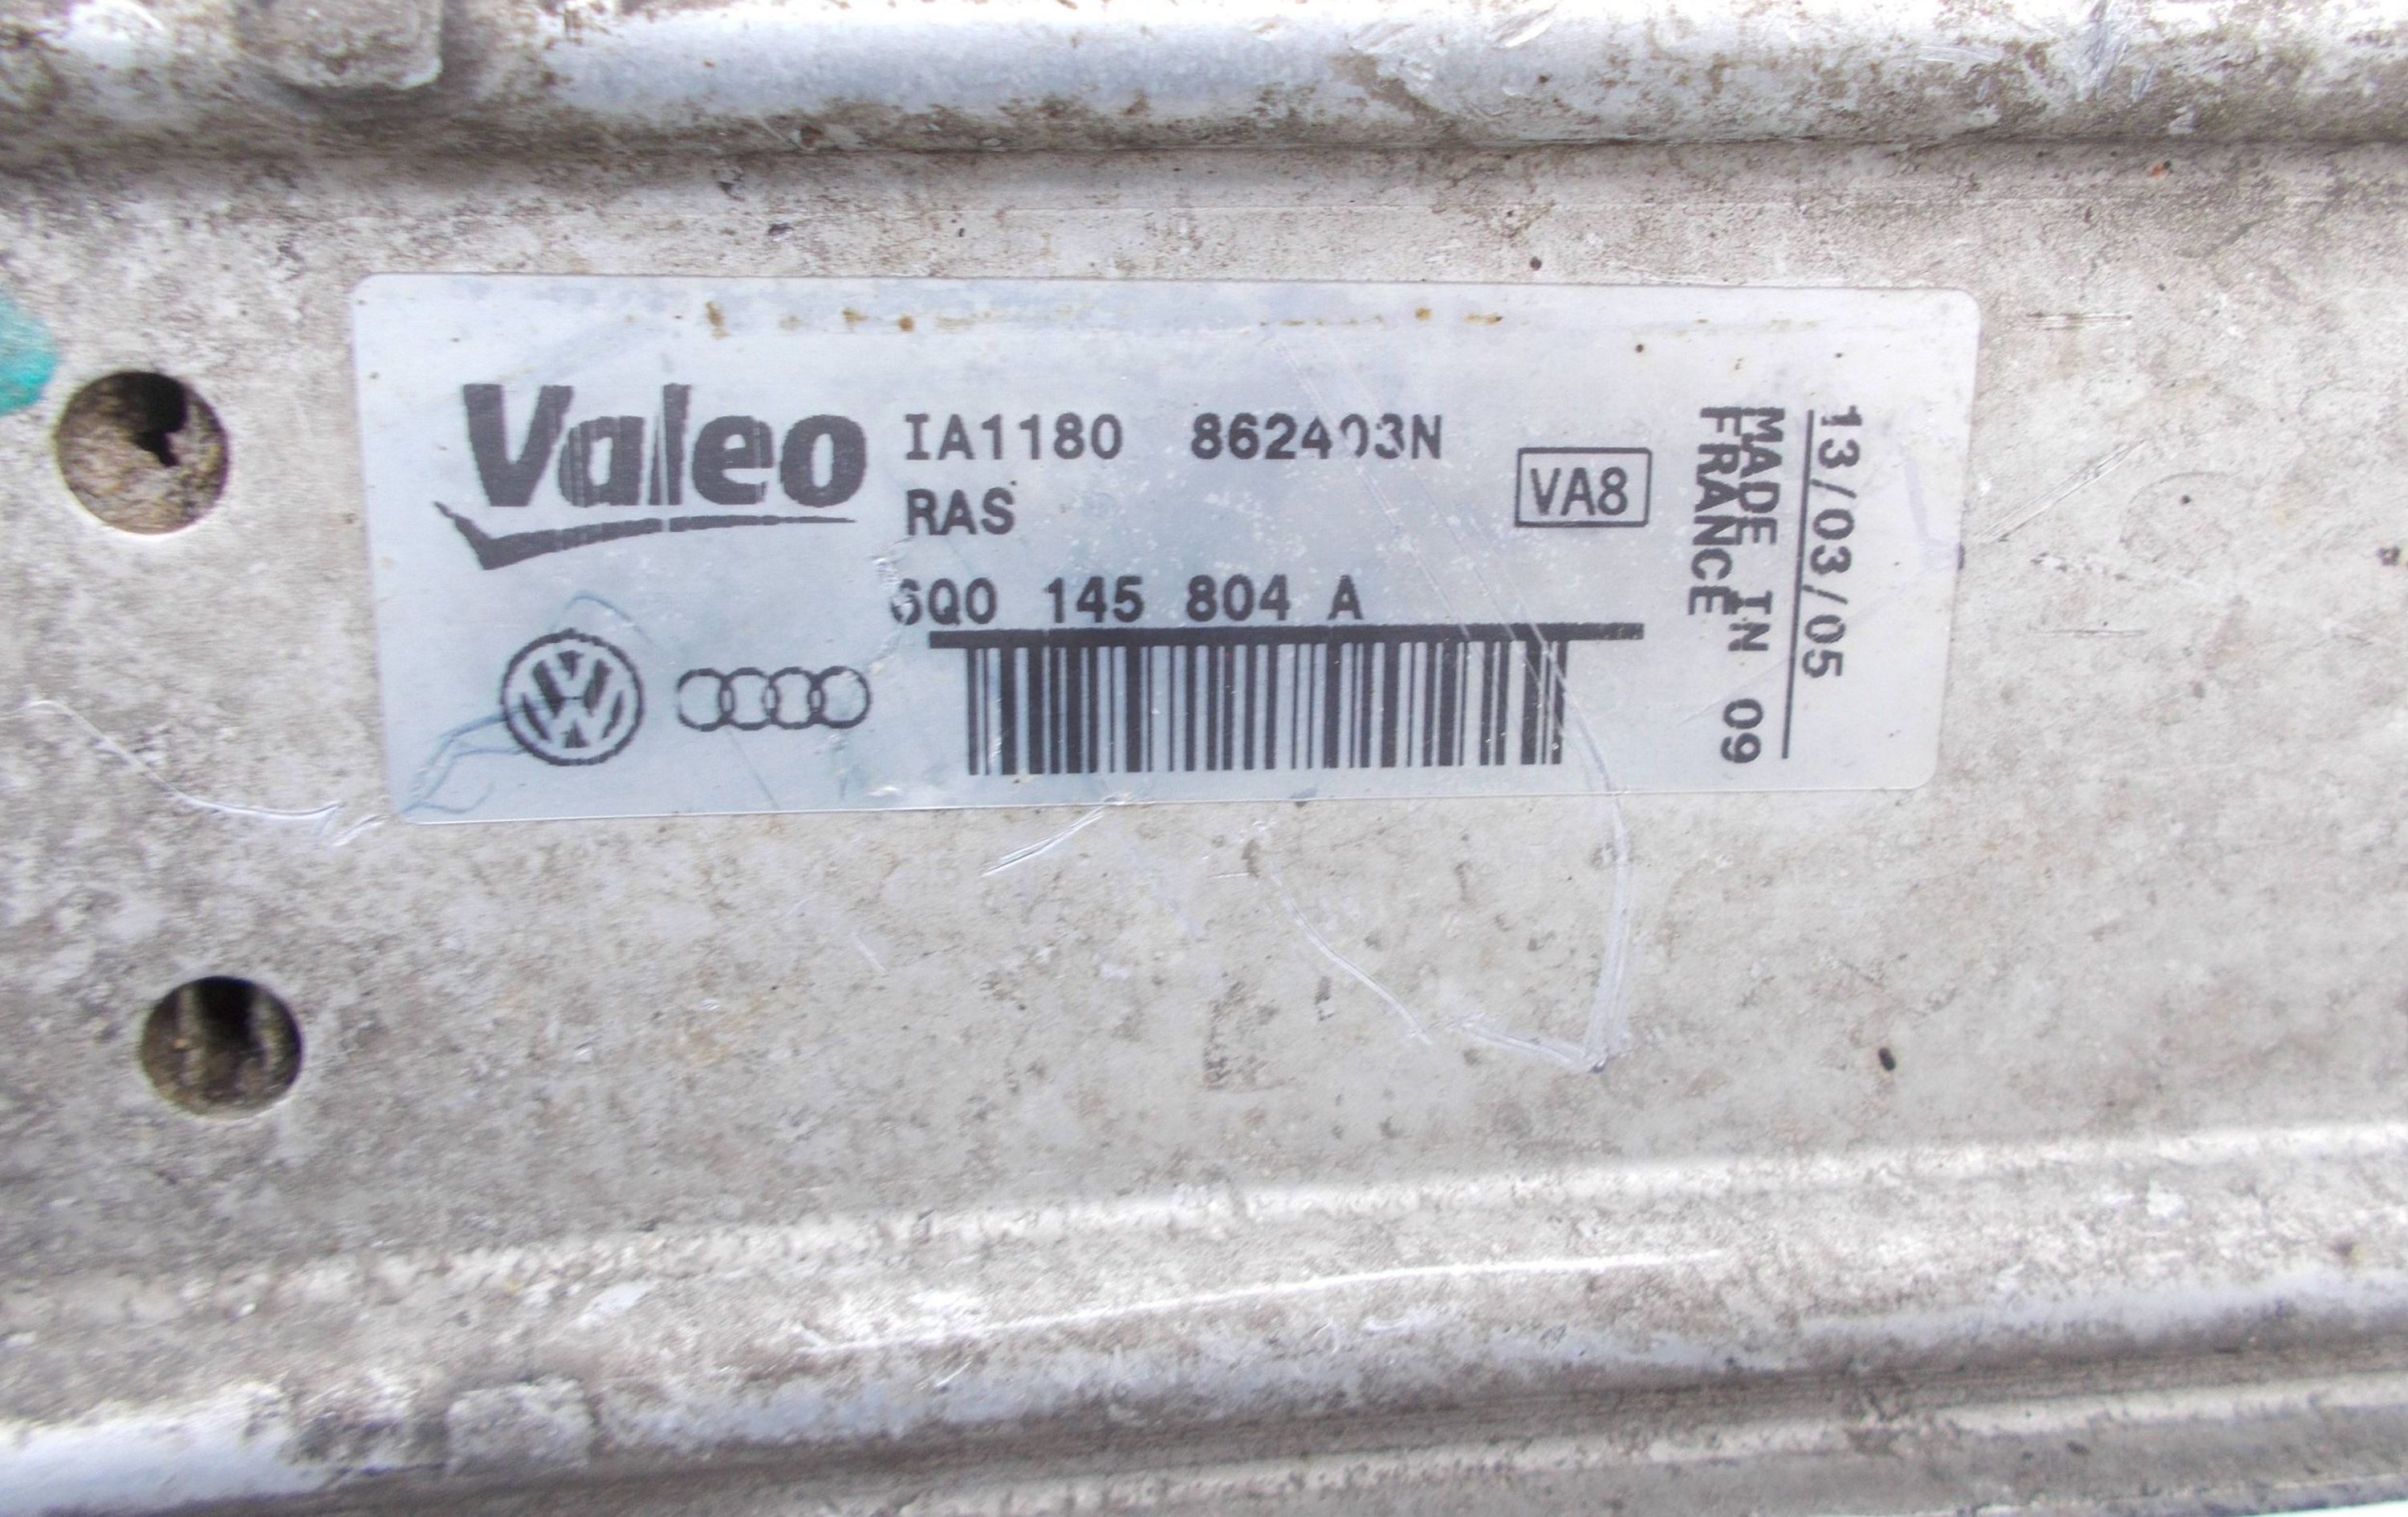 Valeo
IA1180 862403N
RAS
VA8
6Q0 145 804 A
13/03/05
MADE IN 09
FRANCE